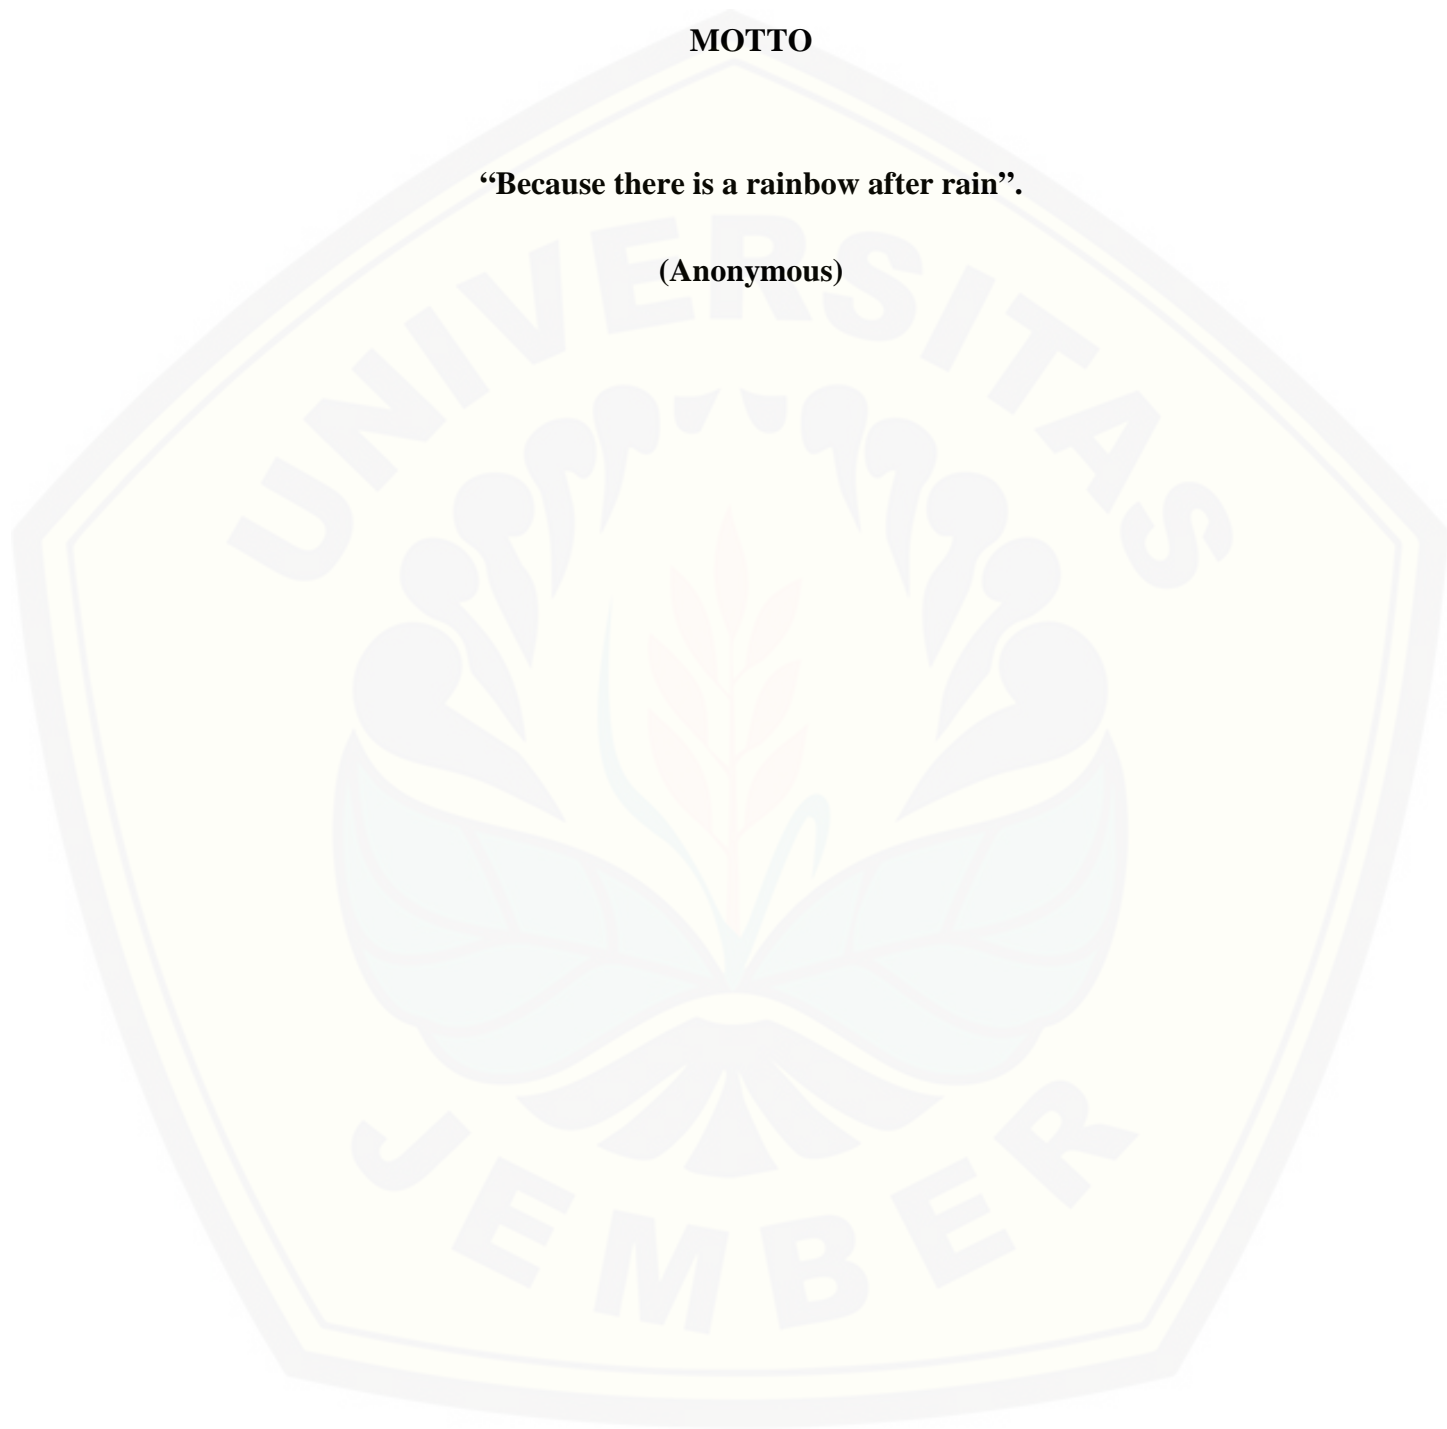 MOTTO
“Because there is a rainbow after rain”.
(Anonymous)
UNIVERSITAS
JEMBER